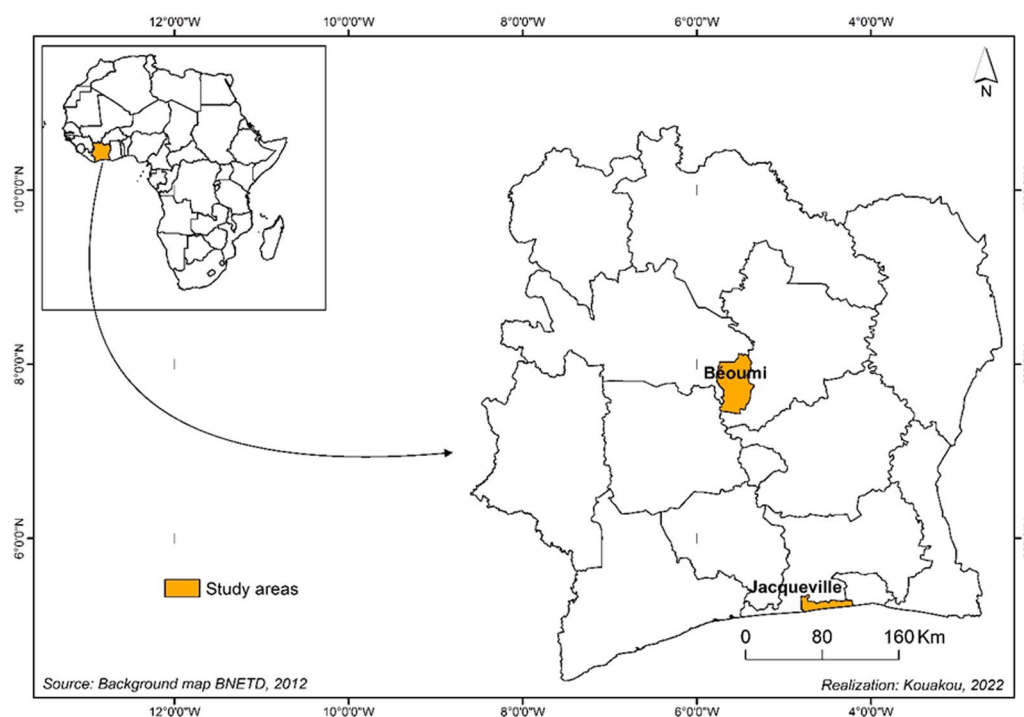 12°0'0"W 10°0'0"W 8°0'0"W 6°0'0"W 4°0'0"W
N
10°0'0"N
8°0'0"N
6°0'0"N
Béoumi
Jacqueville
Study areas
0 80 160 Km
Source: Background map BNETD, 2012
Realization: Kouakou, 2022
12°0'0"W 10°0'0"W 8°0'0"W 6°0'0"W 4°0'0"W